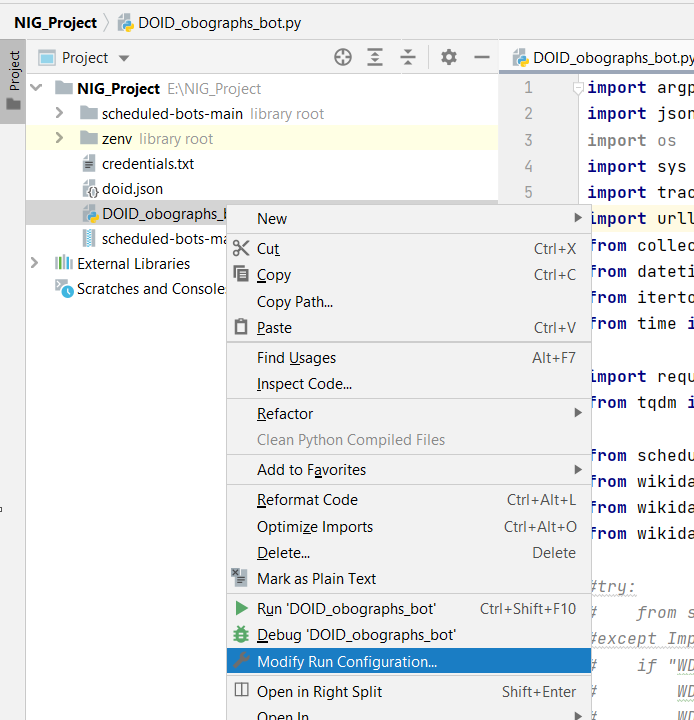 NIG_Project DOID_obographs_bot.py
Project
Project
DOID_obographs_bot.py
NIG_Project E:\NIG_Project
scheduled-bots-main library root
zenv library root
credentials.txt
doid.json
DOID_obographs_b
scheduled-bots-ma
External Libraries
Scratches and Console
New
Cut Ctrl+X
Copy Ctrl+C
Copy Path...
Paste Ctrl+V
Find Usages Alt+F7
Inspect Code...
Refactor
Clean Python Compiled Files
Add to Favorites
Reformat Code Ctrl+Alt+L
Optimize Imports Ctrl+Alt+O
Delete... Delete
Mark as Plain Text
Run 'DOID_obographs_bot' Ctrl+Shift+F10
Debug 'DOID_obographs_bot'
Modify Run Configuration...
Open in Right Split Shift+Enter
Open In
1 import argp
2 import json
3 import os
4 import sys
5 import trac
import urll
from collec
from dateti
from iterto
from time i
import requ
from tqdm i
from schedu
from wikida
from wikida
from wikida
#try:
# from s
#except Imp
# if "WD
# WD
# WD